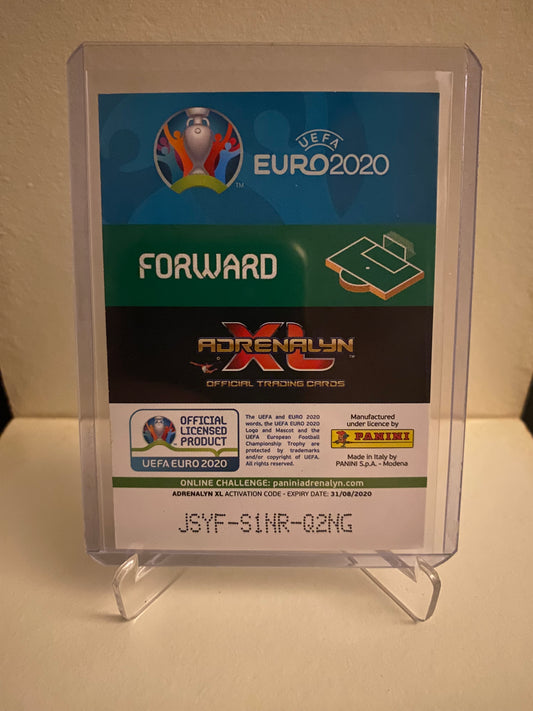 UEFA
EURO2020
TM
FORWARD
ADRENALYN
XL
TM
OFFICIAL TRADING CARDS
OFFICIAL
LICENSED
PRODUCT
UEFA EURO 2020
The UEFA and EURO 2020
words, the UEFA EURO 2020
Logo and Mascot and the
UEFA European Football
Championship Trophy are
protected by trademarks
and/or copyright of UEFA.
All rights reserved.
Manufactured
under licence by
PANINI
Made in Italy by
PANINI S.p.A. - Modena
ONLINE CHALLENGE: paniniadrenalyn.com
ADRENALYN XL ACTIVATION CODE - EXPIRY DATE: 31/08/2020
JSYF-S1NR-Q2NG